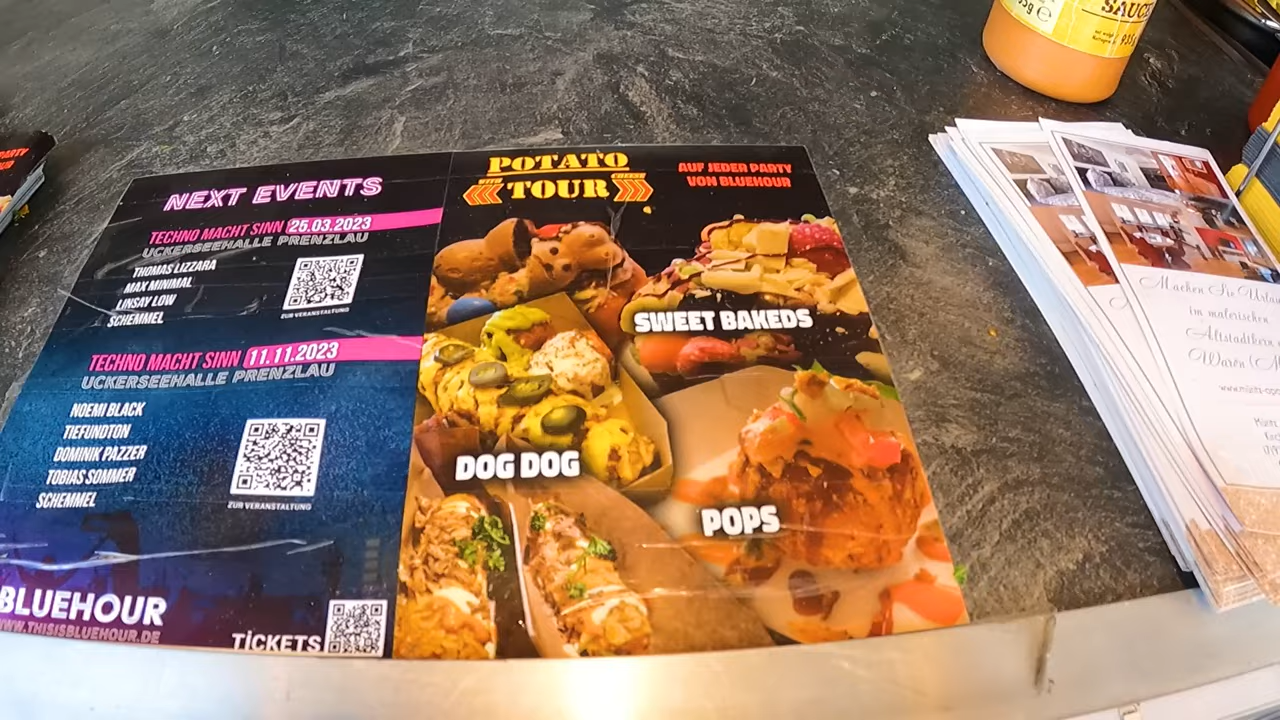 NEXT EVENTS
TECHNO MACHT SINN 25.03.2023
UCKERSEEHALLE PRENZLAU
THOMAS LIZZARA
MAX MINIMAL
LINSAY LOW
SCHEMMEL
ZUR VERANSTALTUNG
TECHNO MACHT SINN 11.11.2023
UCKERSEEHALLE PRENZLAU
NOEMI BLACK
TIEFUNDTON
DOMINIK PAZZER
TOBIAS SOMMER
SCHEMMEL
ZUR VERANSTALTUNG
BLUEHOUR
WWW.THISISBLUEHOUR.DE
TICKETS
POTATO
WITH CHEESE
TOUR
AUF JEDER PARTY
VON BLUEHOUR
SWEET BAKEDS
DOG DOG
POPS
SAUCE
Machen Sie
im malerischen
Altstadtkern
Waren